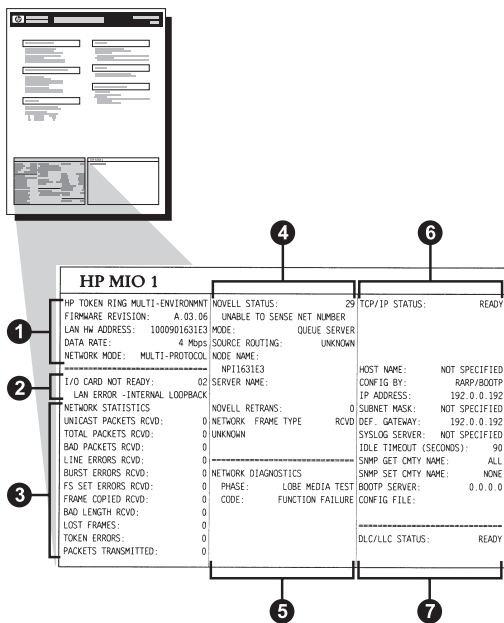 HP MIO 1
1
HP TOKEN RING MULTI-ENVIRONMNT
FIRMWARE REVISION: A.03.06
LAN HW ADDRESS: 1000901631E3
DATA RATE: 4 Mbps
NETWORK MODE: MULTI-PROTOCOL
2
I/O CARD NOT READY: 02
LAN ERROR -INTERNAL LOOPBACK
3
NETWORK STATISTICS
UNICAST PACKETS RCVD: 0
TOTAL PACKETS RCVD: 0
BAD PACKETS RCVD: 0
LINE ERRORS RCVD: 0
BURST ERRORS RCVD: 0
FS SET ERRORS RCVD: 0
FRAME COPIED RCVD: 0
BAD LENGTH RCVD: 0
LOST FRAMES: 0
TOKEN ERRORS: 0
PACKETS TRANSMITTED: 0
4
NOVELL STATUS: 29
UNABLE TO SENSE NET NUMBER
MODE: QUEUE SERVER
SOURCE ROUTING: UNKNOWN
NODE NAME:
NPI1631E3
SERVER NAME:
NOVELL RETRANS: 0
NETWORK FRAME TYPE RCVD
UNKNOWN
NETWORK DIAGNOSTICS
PHASE: LOBE MEDIA TEST
CODE: FUNCTION FAILURE
5
6
TCP/IP STATUS: READY
HOST NAME: NOT SPECIFIED
CONFIG BY: RARP/BOOTP
IP ADDRESS: 192.0.0.192
SUBNET MASK: NOT SPECIFIED
DEF. GATEWAY: 192.0.0.192
SYSLOG SERVER: NOT SPECIFIED
IDLE TIMEOUT (SECONDS): 90
SNMP GET CMTY NAME: ALL
SNMP SET CMTY NAME: NONE
BOOTP SERVER: 0.0.0.0
CONFIG FILE:
DLC/LLC STATUS: READY
7